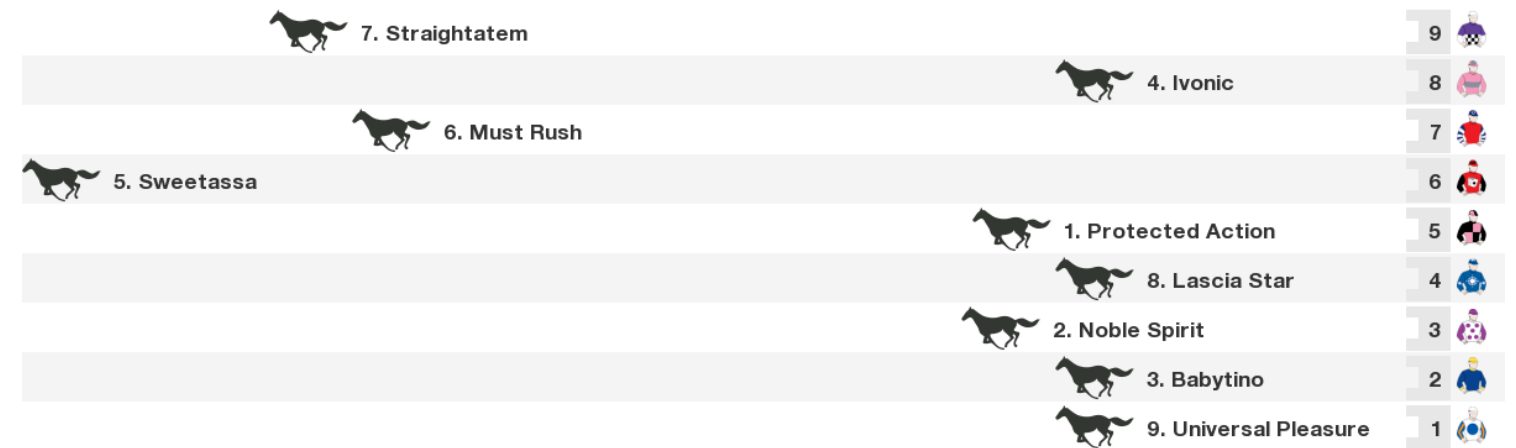 7. Straightatem 9
4. Ivonic 8
6. Must Rush 7
5. Sweetassa 6
1. Protected Action 5
8. Lascia Star 4
2. Noble Spirit 3
3. Babytino 2
9. Universal Pleasure 1